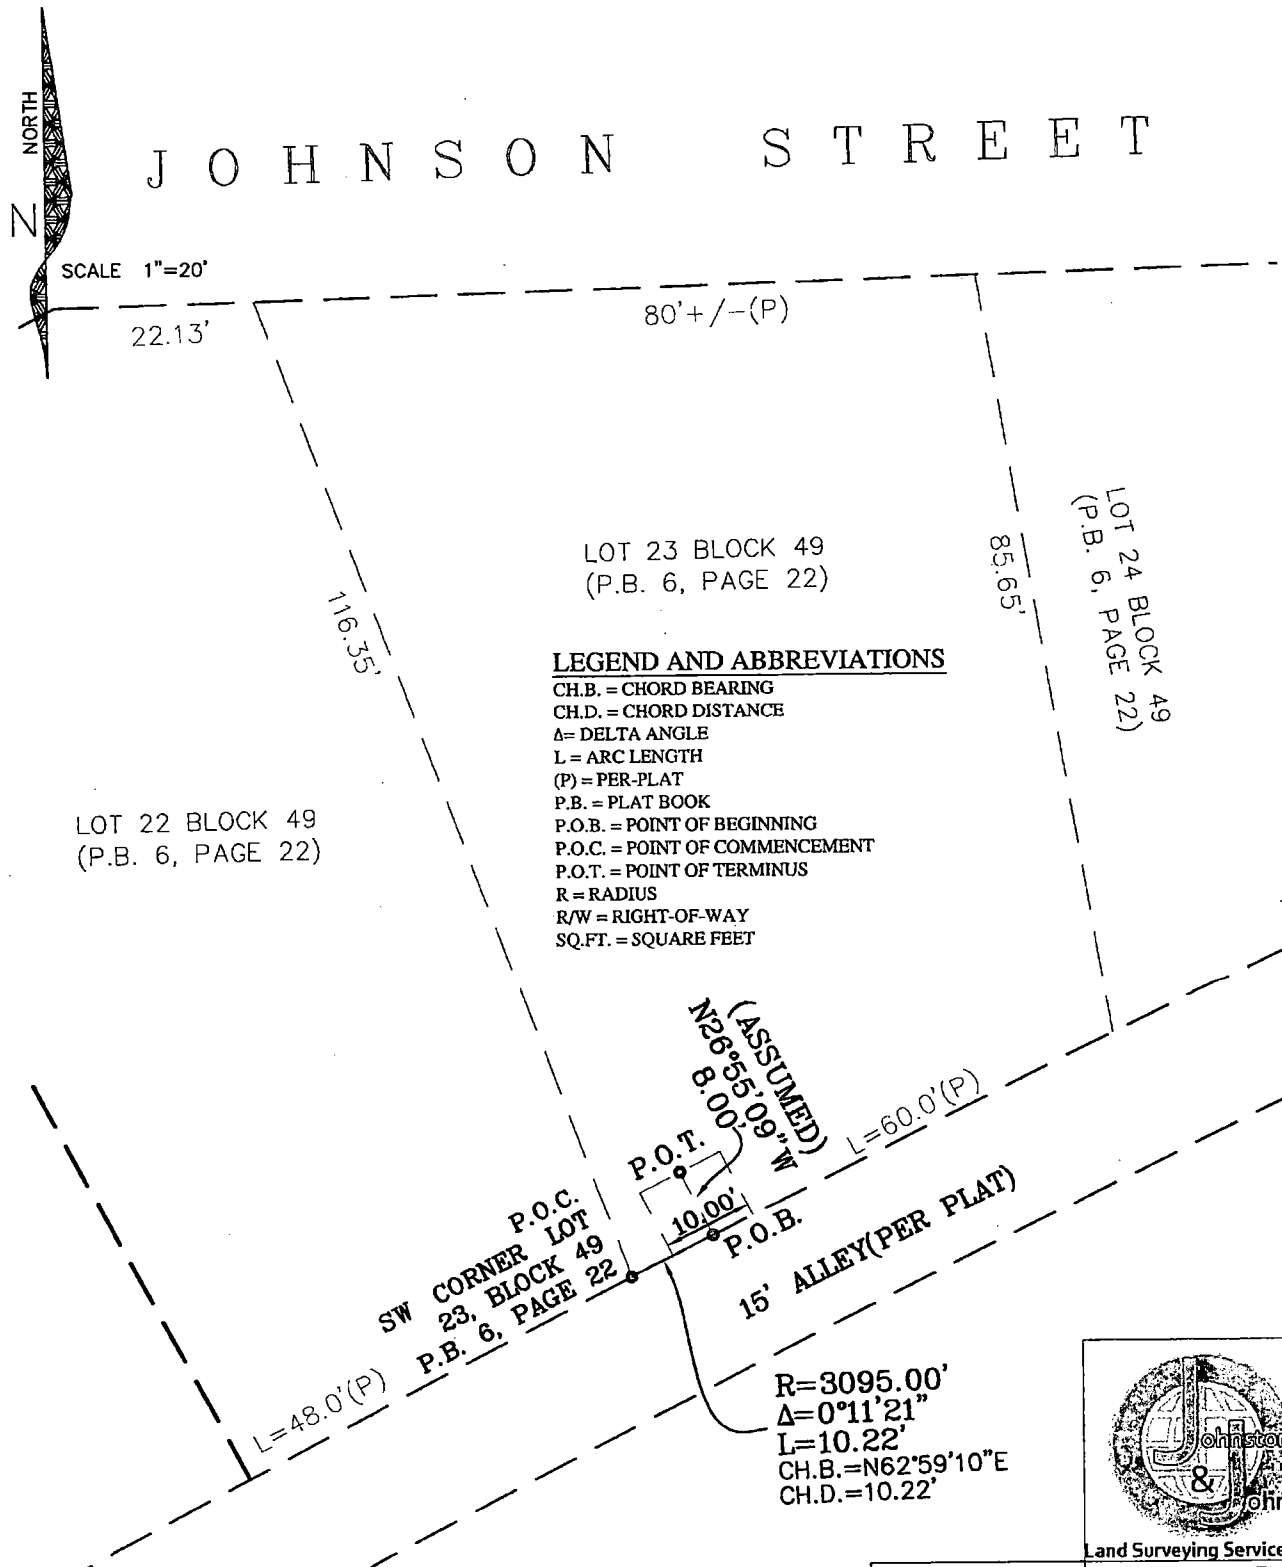 NORTH
N
JOHNSON STREET
SCALE 1"=20'
22.13'
80'+/-(P)
116.35'
LOT 23 BLOCK 49
(P.B. 6, PAGE 22)
85.65'
LOT 24 BLOCK 49
(P.B. 6, PAGE 22)
LEGEND AND ABBREVIATIONS
CH.B. = CHORD BEARING
CH.D. = CHORD DISTANCE
Δ= DELTA ANGLE
L = ARC LENGTH
(P) = PER-PLAT
P.B. = PLAT BOOK
P.O.B. = POINT OF BEGINNING
P.O.C. = POINT OF COMMENCEMENT
P.O.T. = POINT OF TERMINUS
R = RADIUS
R/W = RIGHT-OF-WAY
SQ.FT. = SQUARE FEET
LOT 22 BLOCK 49
(P.B. 6, PAGE 22)
(ASSUMED)
N26°55'09"W
8.00'
L=60.0'(P)
P.O.T.
10.00'
P.O.B.
P.O.C.
SW CORNER LOT
23, BLOCK 49
P.B. 6, PAGE 22
15' ALLEY(PER PLAT)
L=48.0'(P)
R=3095.00'
Δ=0°11'21"
L=10.22'
CH.B.=N62°59'10"E
CH.D.=10.22'
&
Land Surveying Service